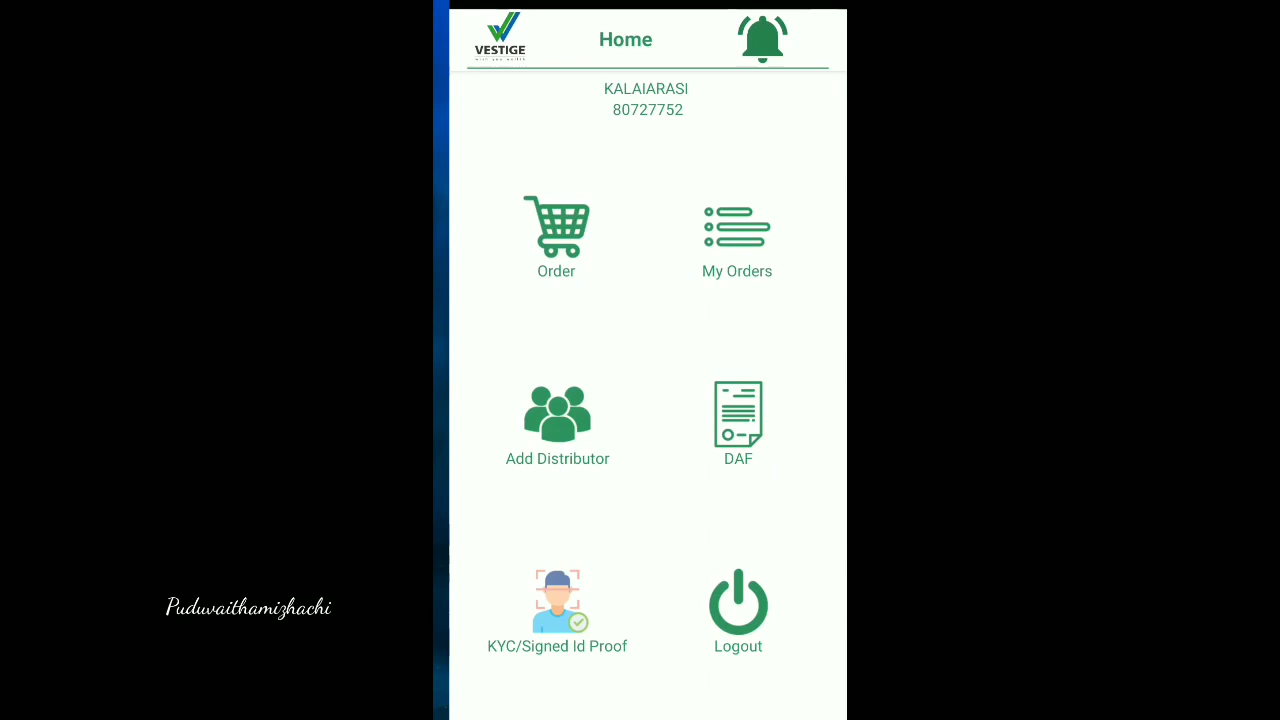 VESTIGE
Home
KALAIARASI
80727752
Order
My Orders
Add Distributor
DAF
KYC/Signed Id Proof
Logout
Puduvaithamizhachi